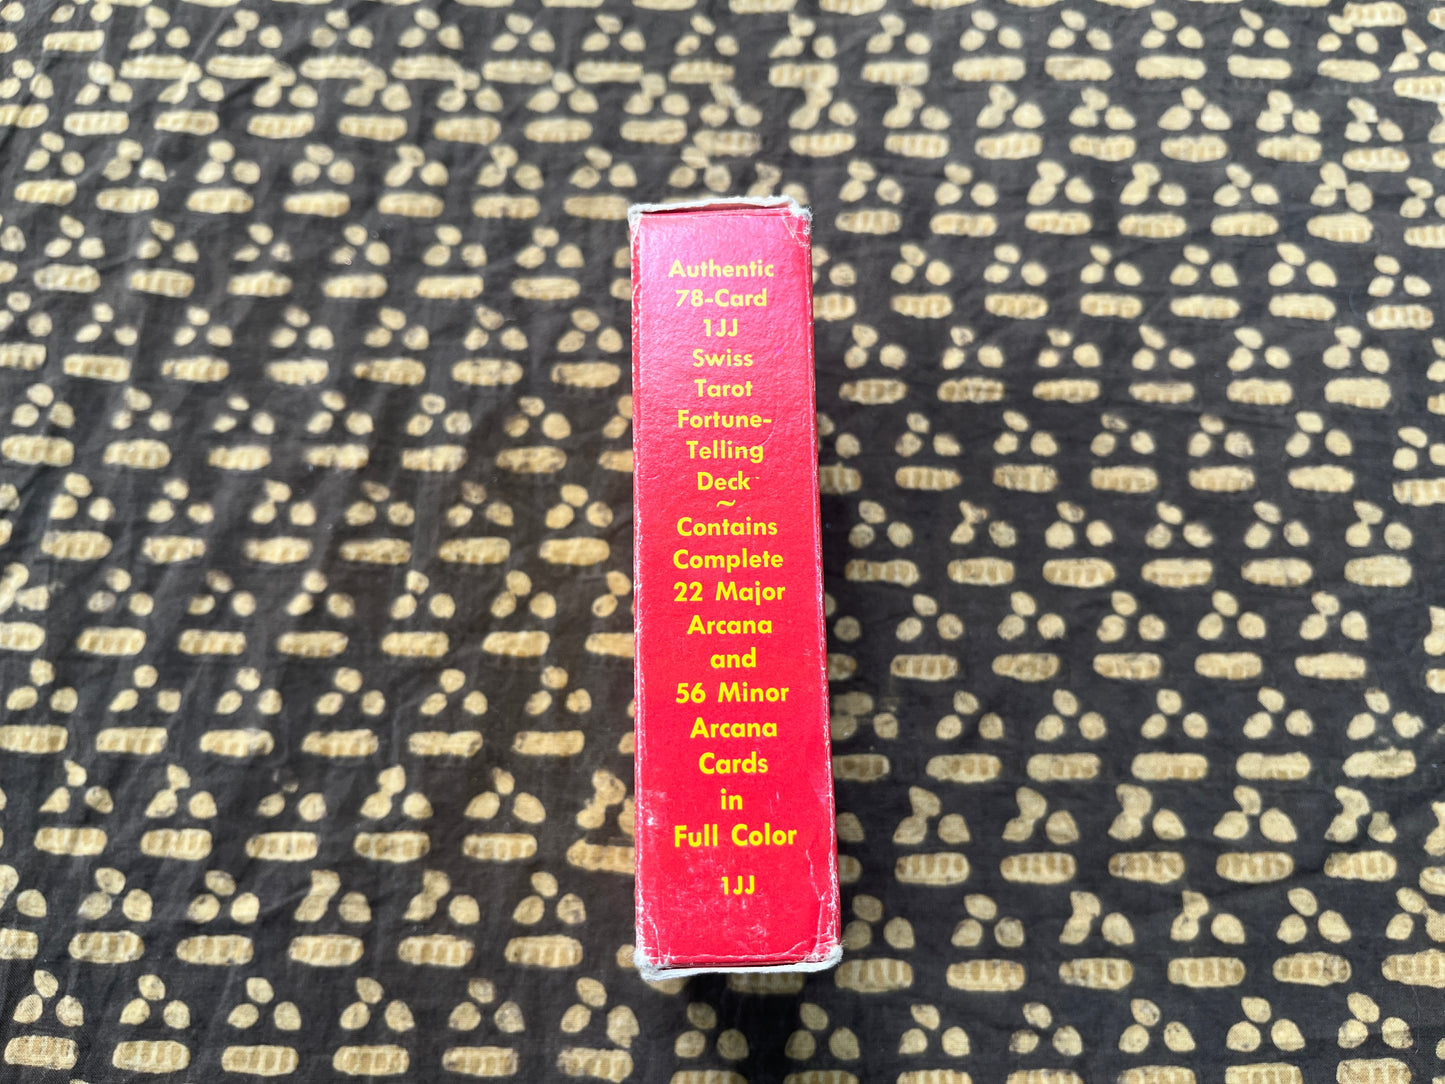 Authentic
78-Card
1JJ
Swiss
Tarot
Fortune-
Telling
Deck
~
Contains
Complete
22 Major
Arcana
and
56 Minor
Arcana
Cards
in
Full Color
1JJ